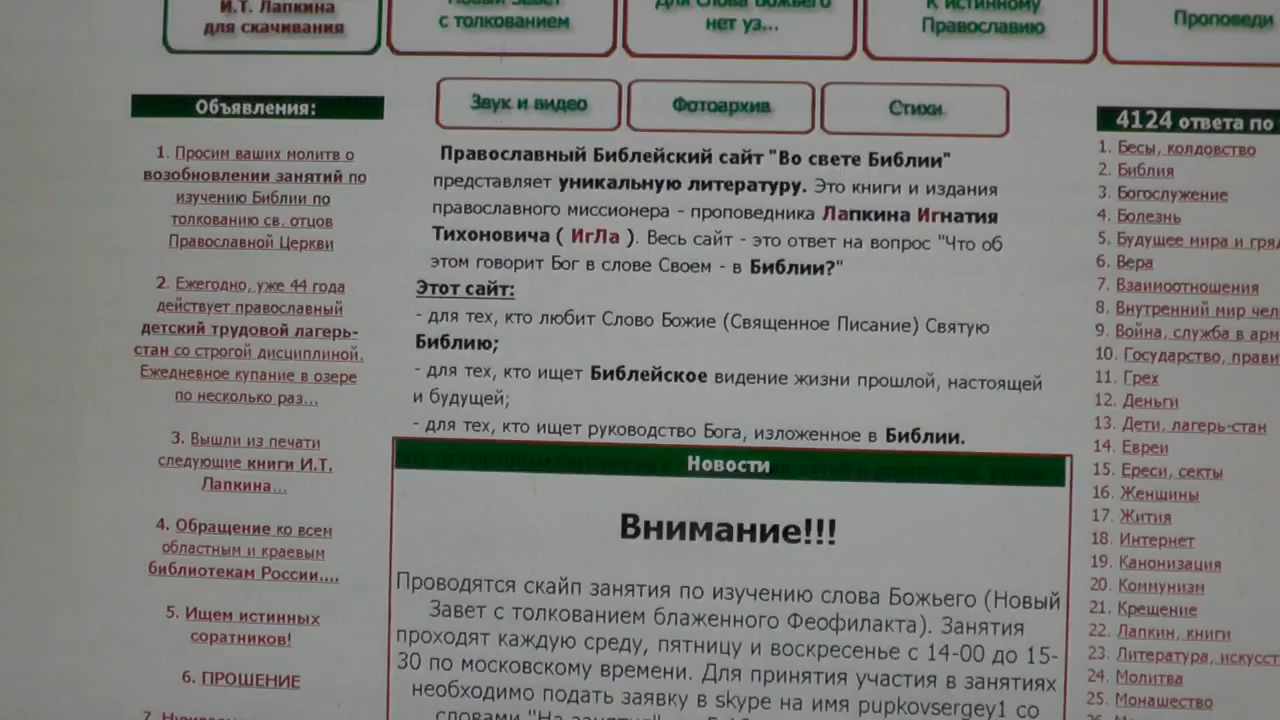 И.Т. Лапкина
для скачивания
Новый Завет
с толкованием
Для Слова Божьего
нет уз...
К истинному
Православию
Проповеди
Звук и видео
Фотоархив
Стихи
Объявления:
1. Просим ваших молитв о
возобновлении занятий по
изучению Библии по
толкованию св. отцов
Православной Церкви
2. Ежегодно, уже 44 года
действует православный
детский трудовой лагерь-
стан со строгой дисциплиной.
Ежедневное купание в озере
по несколько раз...
3. Вышли из печати
следующие книги И.Т.
Лапкина...
4. Обращение ко всем
областным и краевым
библиотекам России....
5. Ищем истинных
соратников!
6. ПРОШЕНИЕ
Православный Библейский сайт "Во свете Библии"
представляет уникальную литературу. Это книги и издания
православного миссионера - проповедника Лапкина Игнатия
Тихоновича ( ИгЛа ). Весь сайт - это ответ на вопрос "Что об
этом говорит Бог в слове Своем - в Библии?"
Этот сайт:
- для тех, кто любит Слово Божие (Священное Писание) Святую
Библию;
- для тех, кто ищет Библейское видение жизни прошлой, настоящей
и будущей;
- для тех, кто ищет руководство Бога, изложенное в Библии.
Новости
Внимание!!!
Проводятся скайп занятия по изучению слова Божьего (Новый
Завет с толкованием блаженного Феофилакта). Занятия
проходят каждую среду, пятницу и воскресенье с 14-00 до 15-
30 по московскому времени. Для принятия участия в занятиях
необходимо подать заявку в skype на имя pupkovsergey1 со
словами "На занятия"
4124 ответа по
1. Бесы, колдовство
2. Библия
3. Богослужение
4. Болезнь
5. Будущее мира и гряд
6. Вера
7. Взаимоотношения
8. Внутренний мир чел
9. Война, служба в арм
10. Государство, прави
11. Грех
12. Деньги
13. Дети, лагерь-стан
14. Евреи
15. Ереси, секты
16. Женщины
17. Жития
18. Интернет
19. Канонизация
20. Коммунизм
21. Крещение
22. Лапкин, книги
23. Литература, искусст
24. Молитва
25. Монашество